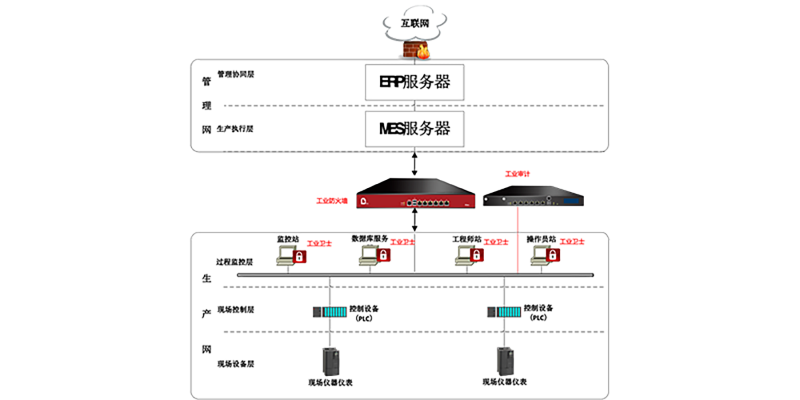 互联网
管理网
管理协同层
ERP服务器
生产执行层
MES服务器
工业审计
工业防火墙
监控站
工业卫士
数据库服务
工业卫士
工程师站
工业卫士
操作员站
工业卫士
过程监控层
生产网
现场控制层
控制设备
(PLC)
控制设备
(PLC)
现场设备层
现场仪器仪表
现场仪器仪表